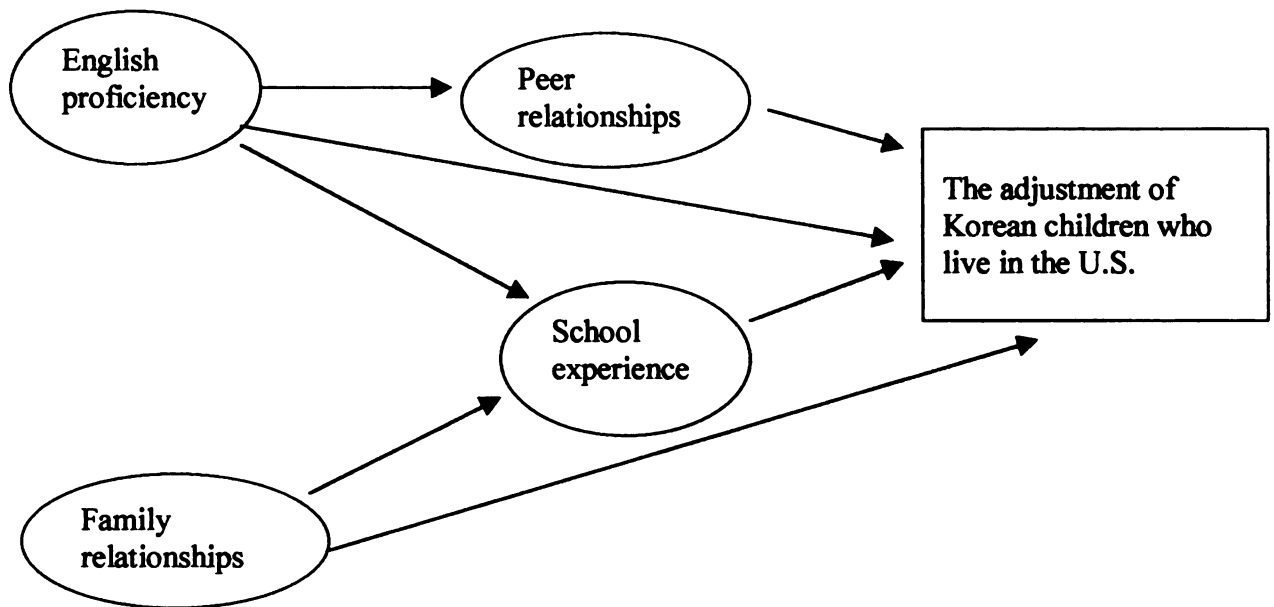 English
proficiency
Peer
relationships
The adjustment of
Korean children who
live in the U.S.
School
experience
Family
relationships